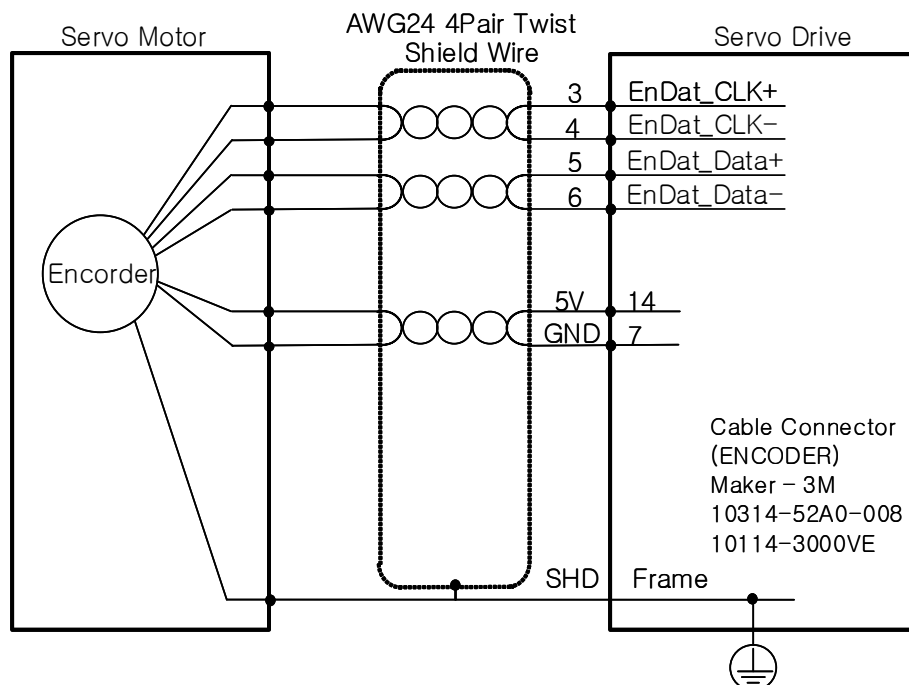 Servo Motor
AWG24 4Pair Twist
Shield Wire
Servo Drive
3 EnDat_CLK+
4 EnDat_CLK-
5 EnDat_Data+
6 EnDat_Data-
Encorder
5V 14
GND 7
Cable Connector
(ENCODER)
Maker - 3M
10314-52A0-008
10114-3000VE
SHD Frame